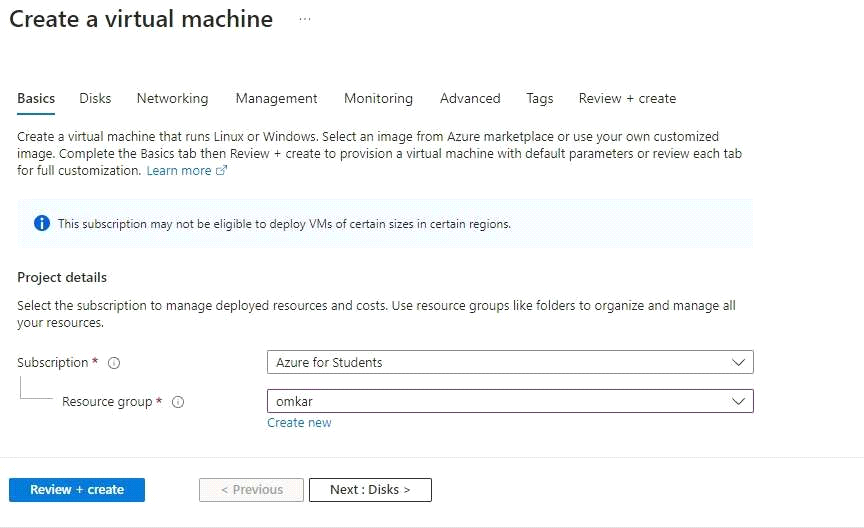 Create a virtual machine ...
Basics Disks Networking Management Monitoring Advanced Tags Review + create
Create a virtual machine that runs Linux or Windows. Select an image from Azure marketplace or use your own customized
image. Complete the Basics tab then Review + create to provision a virtual machine with default parameters or review each tab
for full customization. Learn more
This subscription may not be eligible to deploy VMs of certain sizes in certain regions.
Project details
Select the subscription to manage deployed resources and costs. Use resource groups like folders to organize and manage all
your resources.
Subscription * Azure for Students
Resource group * omkar
Create new
Review + create < Previous Next : Disks >